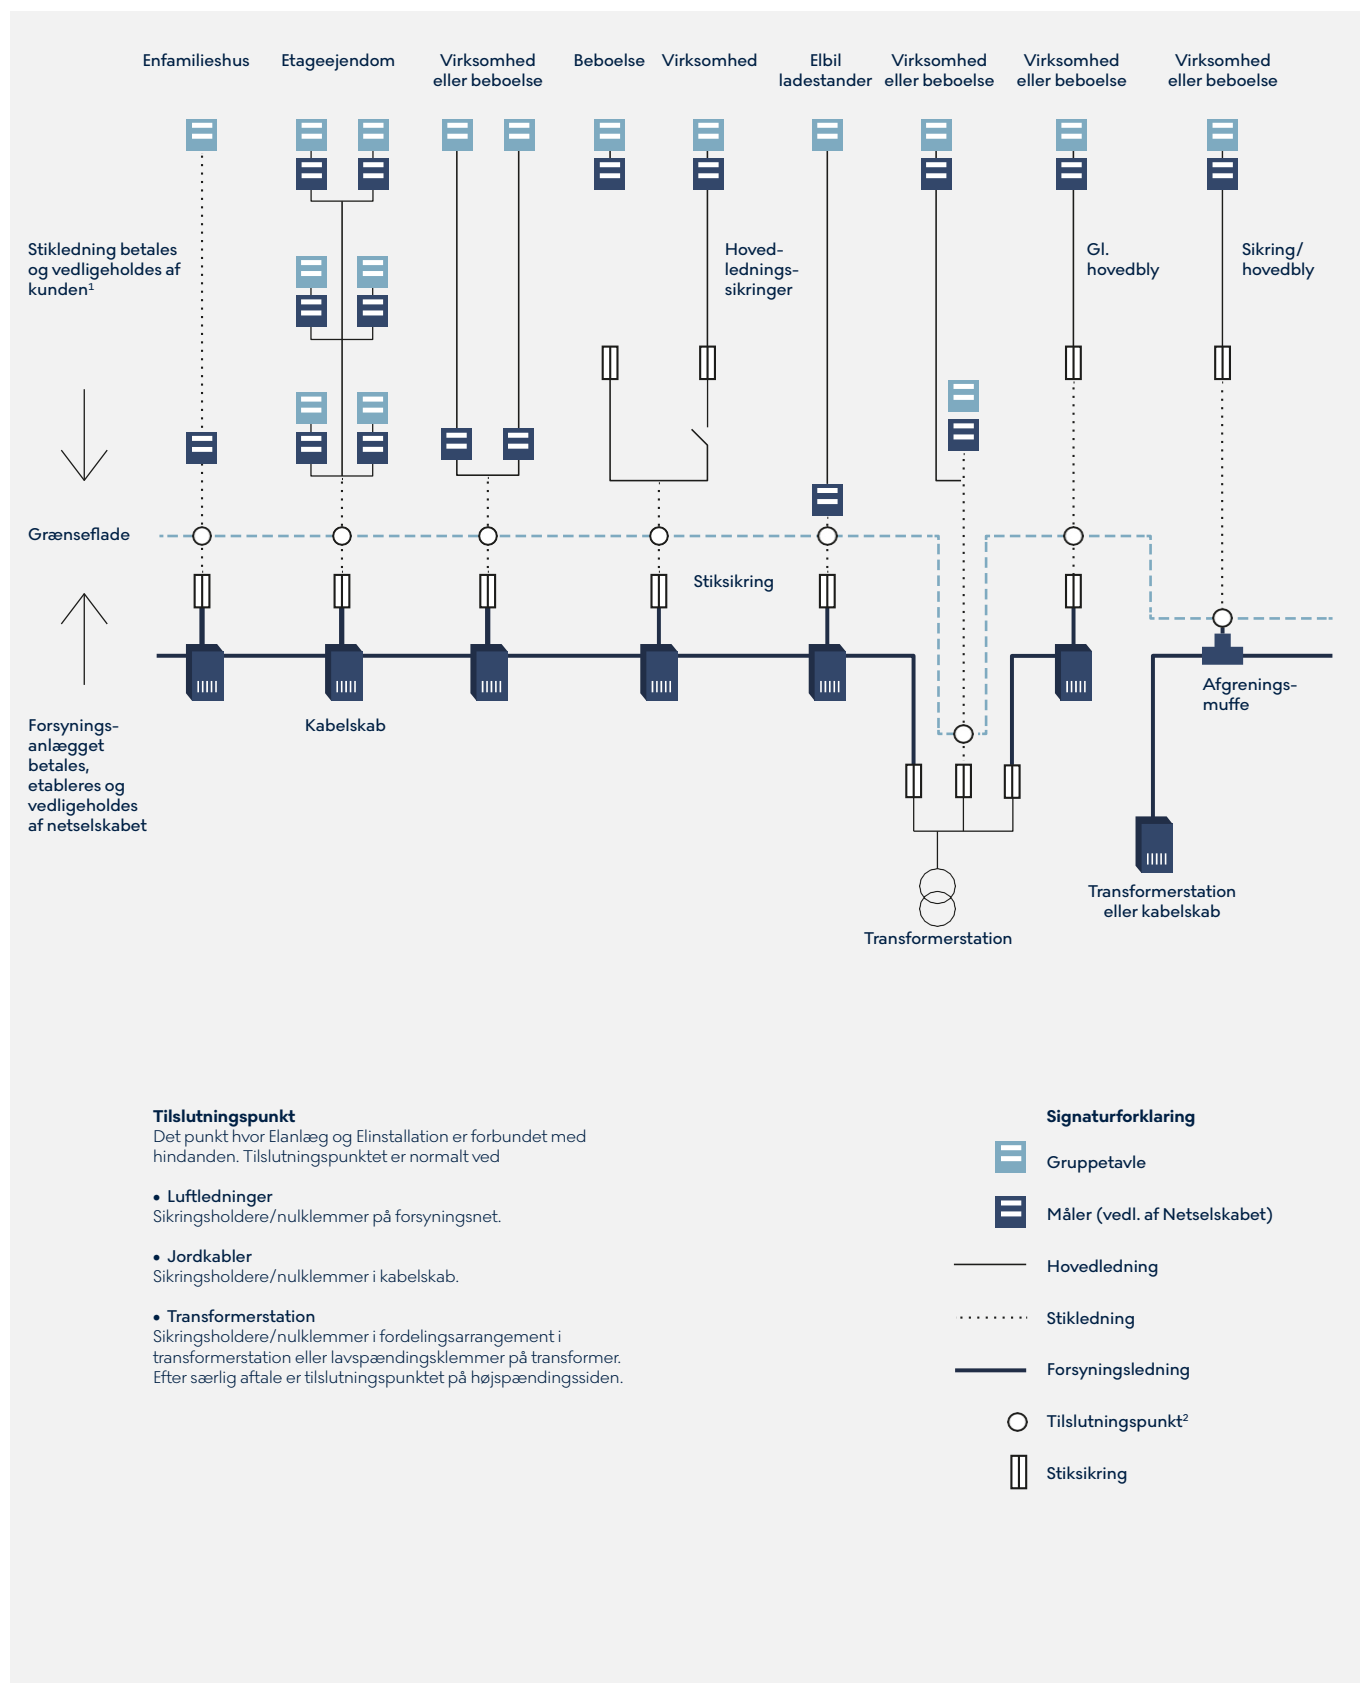 Enfamilieshus
Etageejendom
Virksomhed
eller beboelse
Beboelse
Virksomhed
Elbil
ladestander
Virksomhed
eller beboelse
Virksomhed
eller beboelse
Virksomhed
eller beboelse
Stikledning betales
og vedligeholdes af
kunden¹
Hoved-
lednings-
sikringer
Gl.
hovedbly
Sikring/
hovedbly
Grænseflade
Stiksikring
Forsynings-
anlægget
betales,
etableres og
vedligeholdes
af netselskabet
Kabelskab
Afgrenings-
muffe
Transformerstation
eller kabelskab
Transformerstation
Tilslutningspunkt
Det punkt hvor Elanlæg og Elinstallation er forbundet med
hindanden. Tilslutningspunktet er normalt ved
• Luftledninger
Sikringsholdere/nulklemmer på forsyningsnet.
• Jordkabler
Sikringsholdere/nulklemmer i kabelskab.
• Transformerstation
Sikringsholdere/nulklemmer i fordelingsarrangement i
transformerstation eller lavspændingsklemmer på transformer.
Efter særlig aftale er tilslutningspunktet på højspændingssiden.
Signaturforklaring
Gruppetavle
Måler (vedl. af Netselskabet)
Hovedledning
Stikledning
Forsyningsledning
Tilslutningspunkt²
Stiksikring